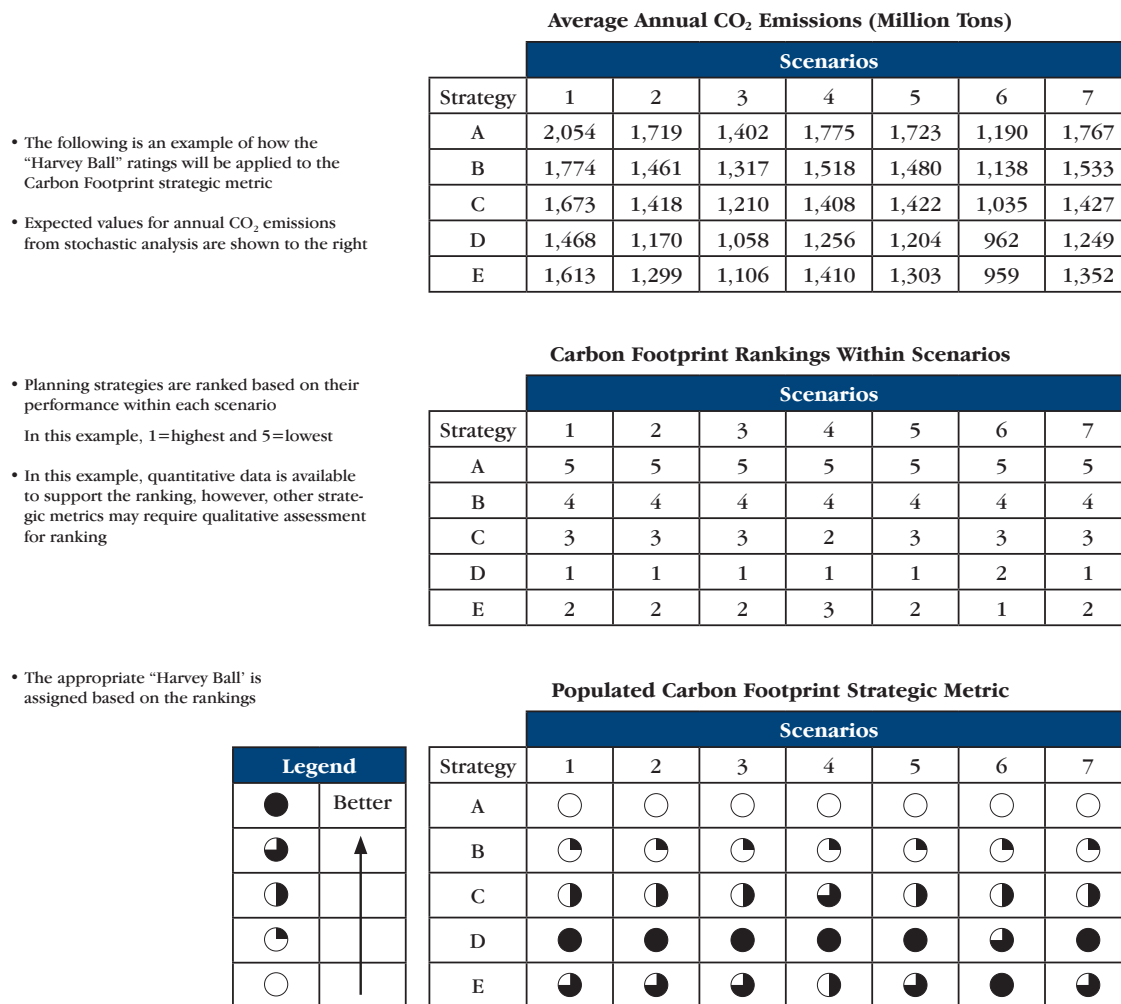 Average Annual CO₂ Emissions (Million Tons)
Scenarios
Strategy 1 2 3 4 5 6 7
A 2,054 1,719 1,402 1,775 1,723 1,190 1,767
B 1,774 1,461 1,317 1,518 1,480 1,138 1,533
C 1,673 1,418 1,210 1,408 1,422 1,035 1,427
D 1,468 1,170 1,058 1,256 1,204 962 1,249
E 1,613 1,299 1,106 1,410 1,303 959 1,352
• The following is an example of how the
“Harvey Ball” ratings will be applied to the
Carbon Footprint strategic metric
• Expected values for annual CO₂ emissions
from stochastic analysis are shown to the right
Carbon Footprint Rankings Within Scenarios
Scenarios
Strategy 1 2 3 4 5 6 7
A 5 5 5 5 5 5 5
B 4 4 4 4 4 4 4
C 3 3 3 2 3 3 3
D 1 1 1 1 1 2 1
E 2 2 2 3 2 1 2
• Planning strategies are ranked based on their
performance within each scenario
In this example, 1=highest and 5=lowest
• In this example, quantitative data is available
to support the ranking, however, other strate-
gic metrics may require qualitative assessment
for ranking
• The appropriate “Harvey Ball’ is
assigned based on the rankings
Populated Carbon Footprint Strategic Metric
Scenarios
Legend
Better
Strategy 1 2 3 4 5 6 7
A
B
C
D
E